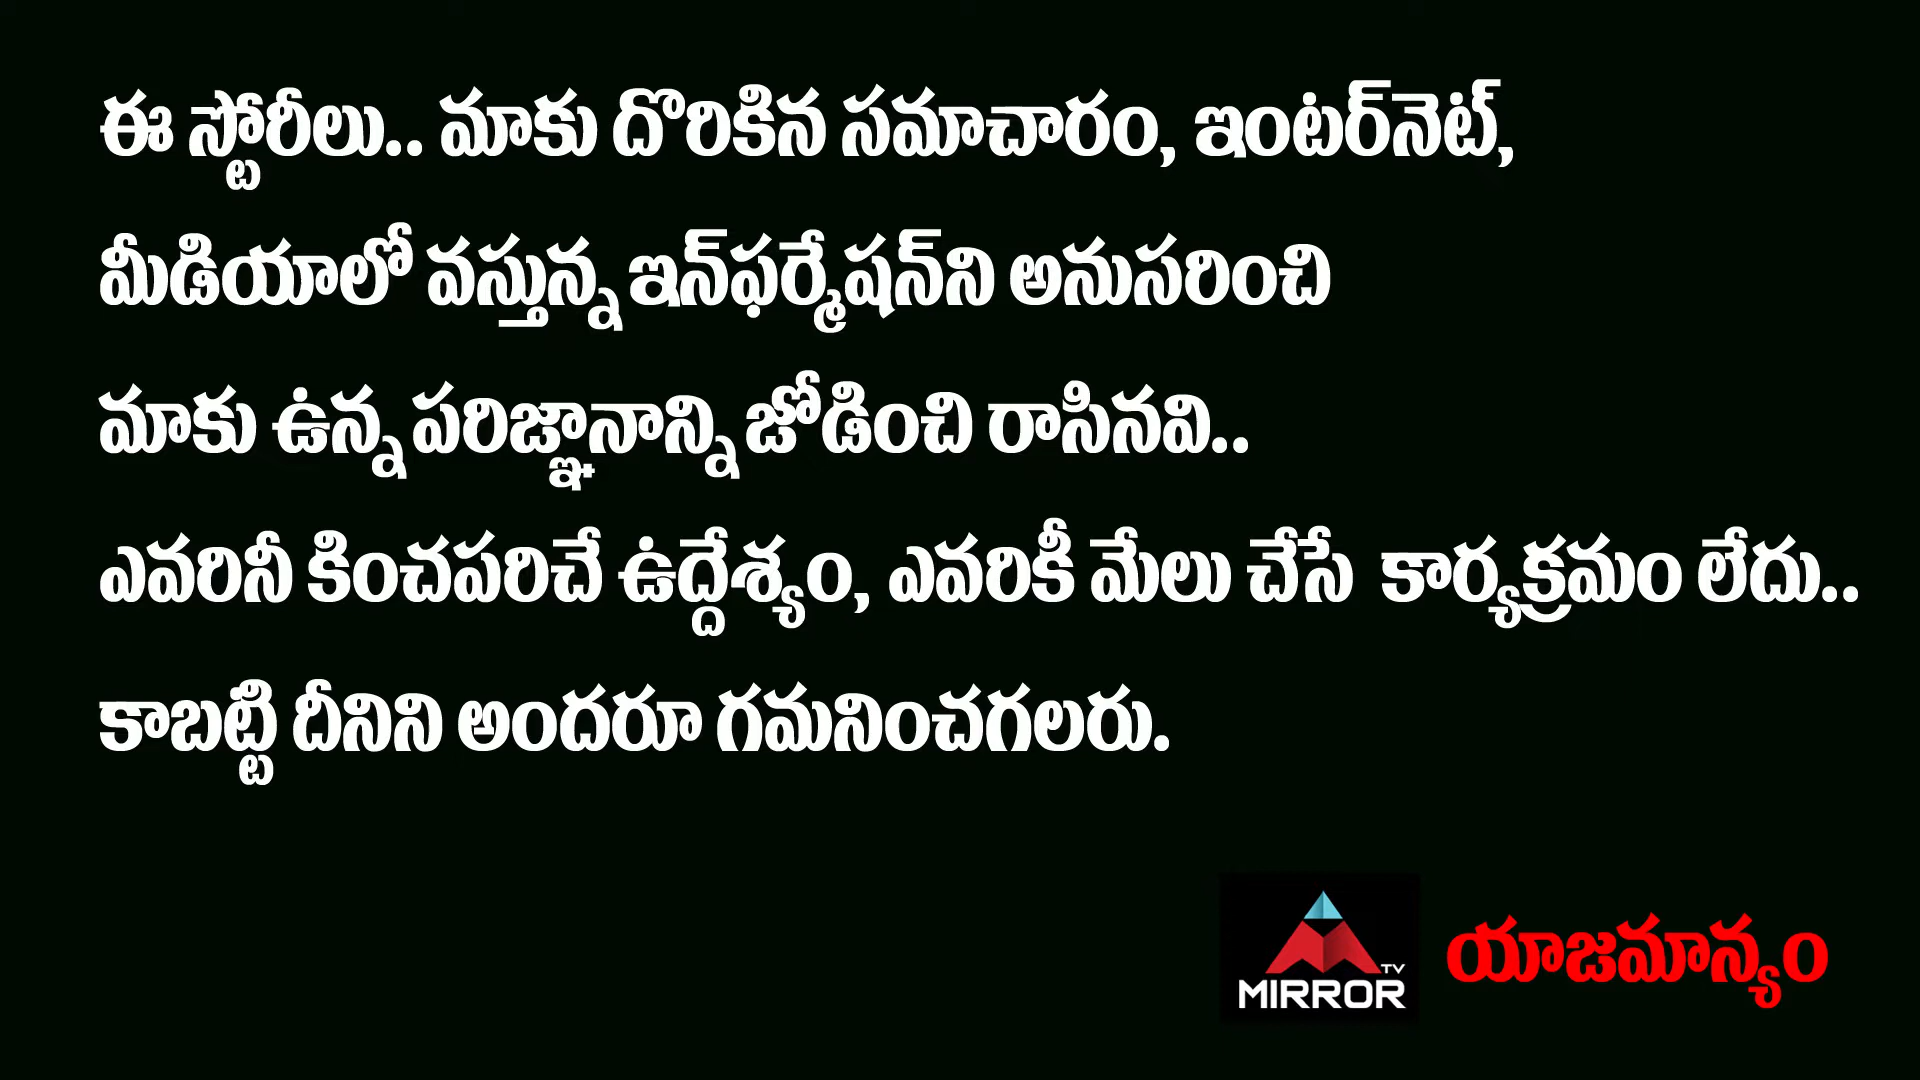 ఈ స్టోరీలు.. మాకు దొరికిన సమాచారం, ఇంటర్‌నెట్,
మీడియాలో వస్తున్న ఇన్‌ఫర్మేషన్‌ని అనుసరించి
మాకు ఉన్న పరిజ్ఞానాన్ని జోడించి రాసినవి..
ఎవరినీ కించపరిచే ఉద్దేశ్యం, ఎవరికీ మేలు చేసే కార్యక్రమం లేదు..
కాబట్టి దీనిని అందరూ గమనించగలరు.
MIRROR TV యాజమాన్యం